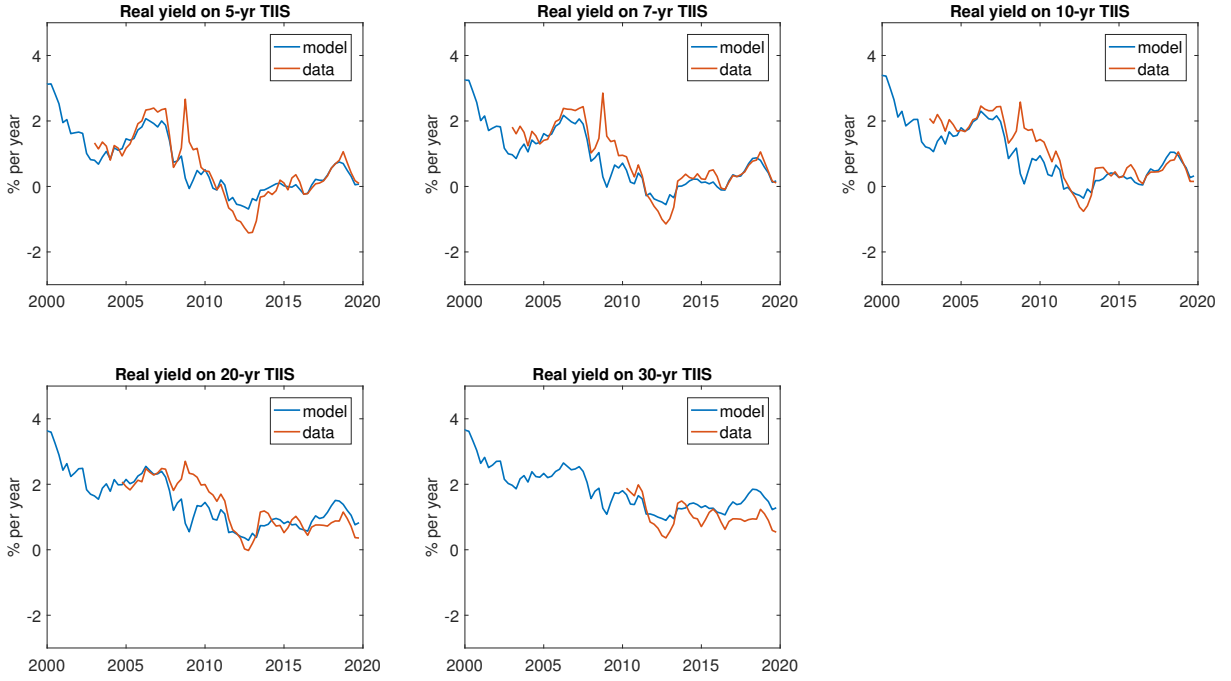 Real yield on 5-yr TIIS
% per year
4
2
0
-2
2000
2005
2010
2015
2020
model
data
Real yield on 7-yr TIIS
% per year
4
2
0
-2
2000
2005
2010
2015
2020
model
data
Real yield on 10-yr TIIS
% per year
4
2
0
-2
2000
2005
2010
2015
2020
model
data
Real yield on 20-yr TIIS
% per year
4
2
0
-2
2000
2005
2010
2015
2020
model
data
Real yield on 30-yr TIIS
% per year
4
2
0
-2
2000
2005
2010
2015
2020
model
data